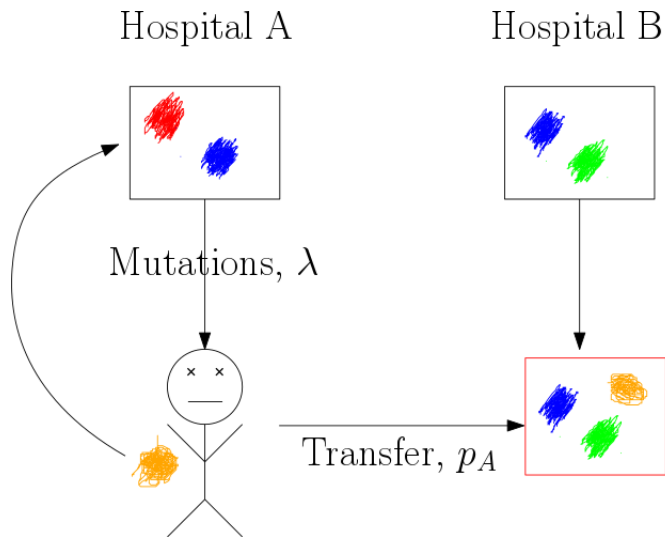 Hospital A
Hospital B
Mutations, λ
Transfer, p_A